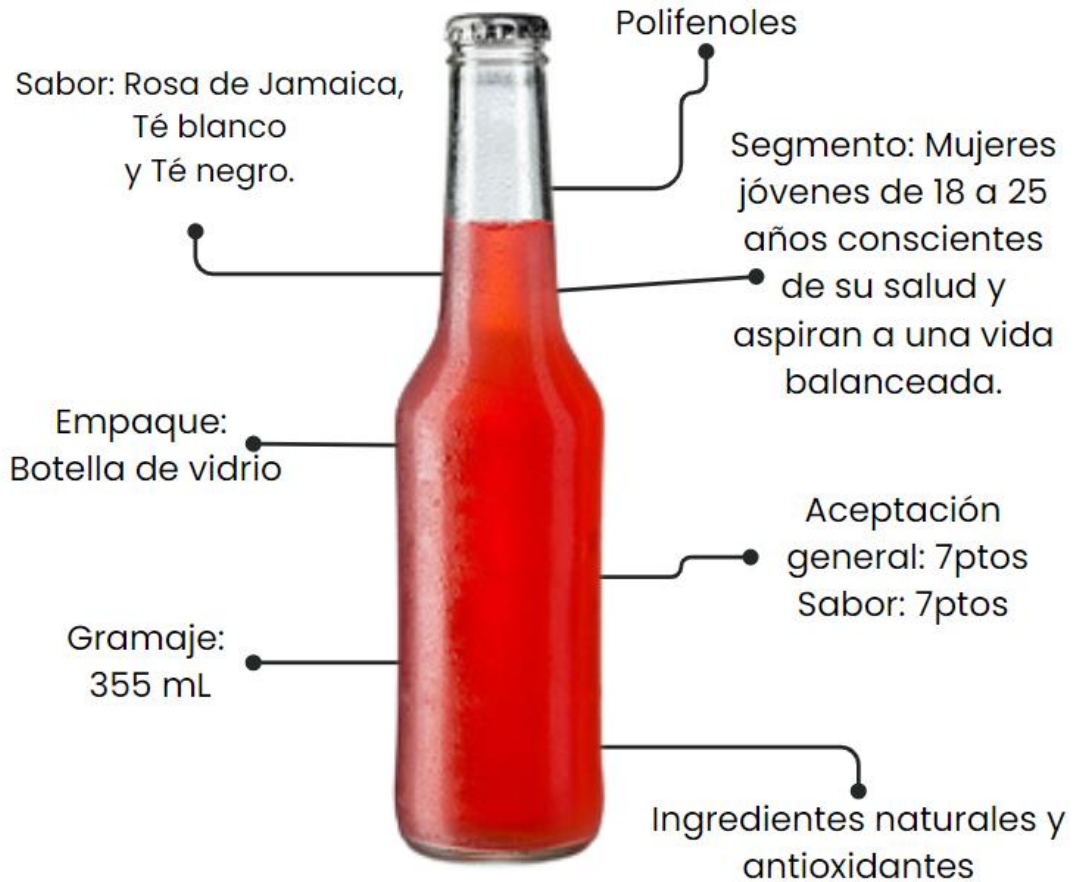 Polifenoles
Sabor: Rosa de Jamaica,
Té blanco
y Té negro.
Segmento: Mujeres
jóvenes de 18 a 25
años conscientes
de su salud y
aspiran a una vida
balanceada.
Empaque:
Botella de vidrio
Aceptación
general: 7ptos
Sabor: 7ptos
Gramaje:
355 mL
Ingredientes naturales y
antioxidantes